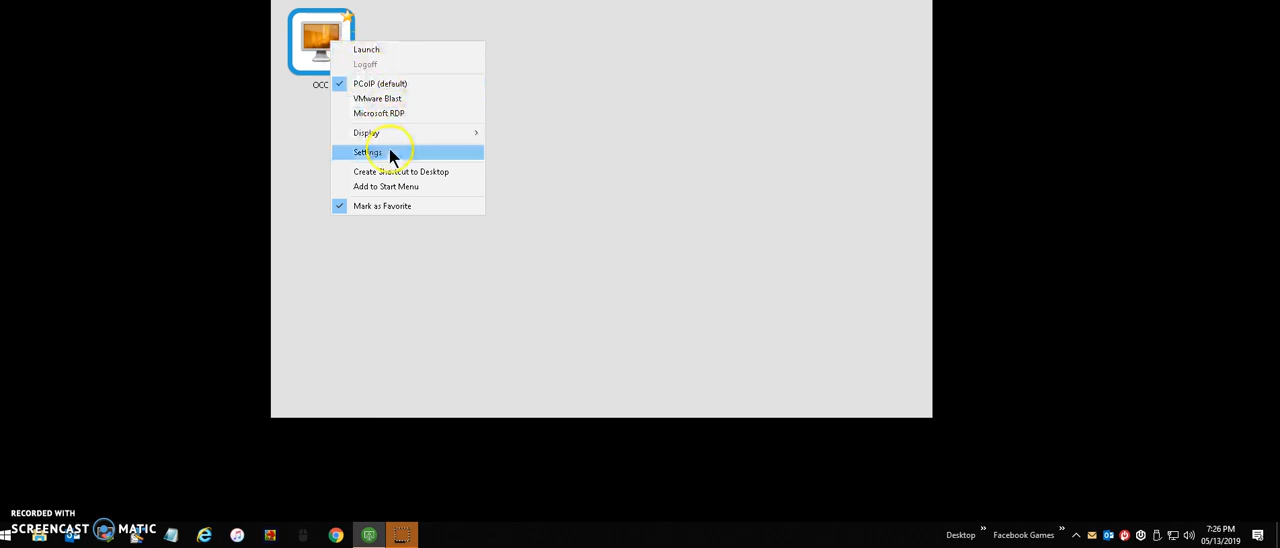 Launch
Logoff
OCC
PCoIP (default)
VMware Blast
Microsoft RDP
Display
Settings
Create Shortcut to Desktop
Add to Start Menu
Mark as Favorite
RECORDED WITH
SCREENCAST MATIC
Desktop
Facebook Games
7:26 PM
05/13/2019